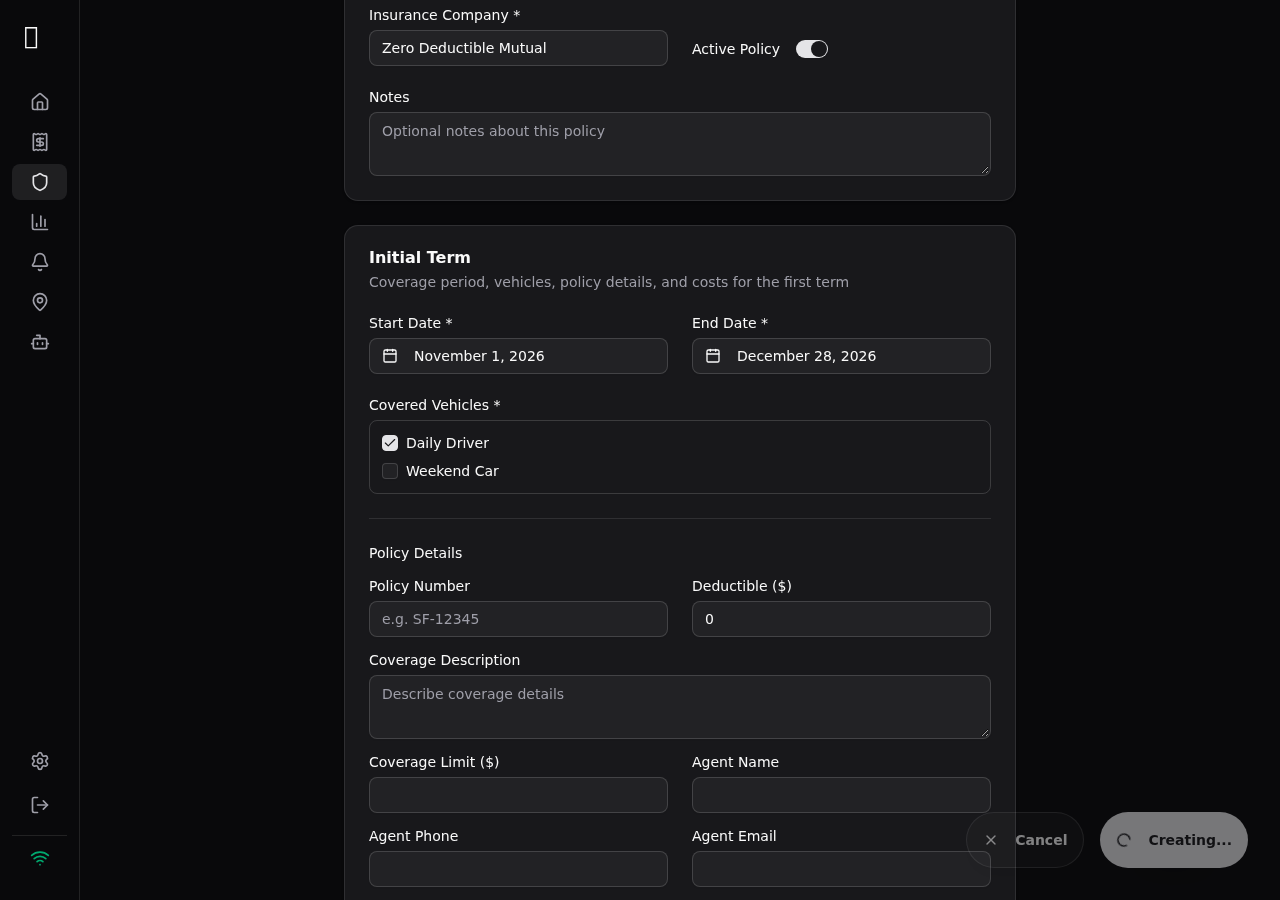 Insurance Company *
Zero Deductible Mutual
Active Policy
Notes
Optional notes about this policy
Initial Term
Coverage period, vehicles, policy details, and costs for the first term
Start Date *
End Date *
November 1, 2026
December 28, 2026
Covered Vehicles *
Daily Driver
Weekend Car
Policy Details
Policy Number
Deductible ($)
e.g. SF-12345
0
Coverage Description
Describe coverage details
Coverage Limit ($)
Agent Name
Agent Phone
Agent Email
Cancel
Creating...